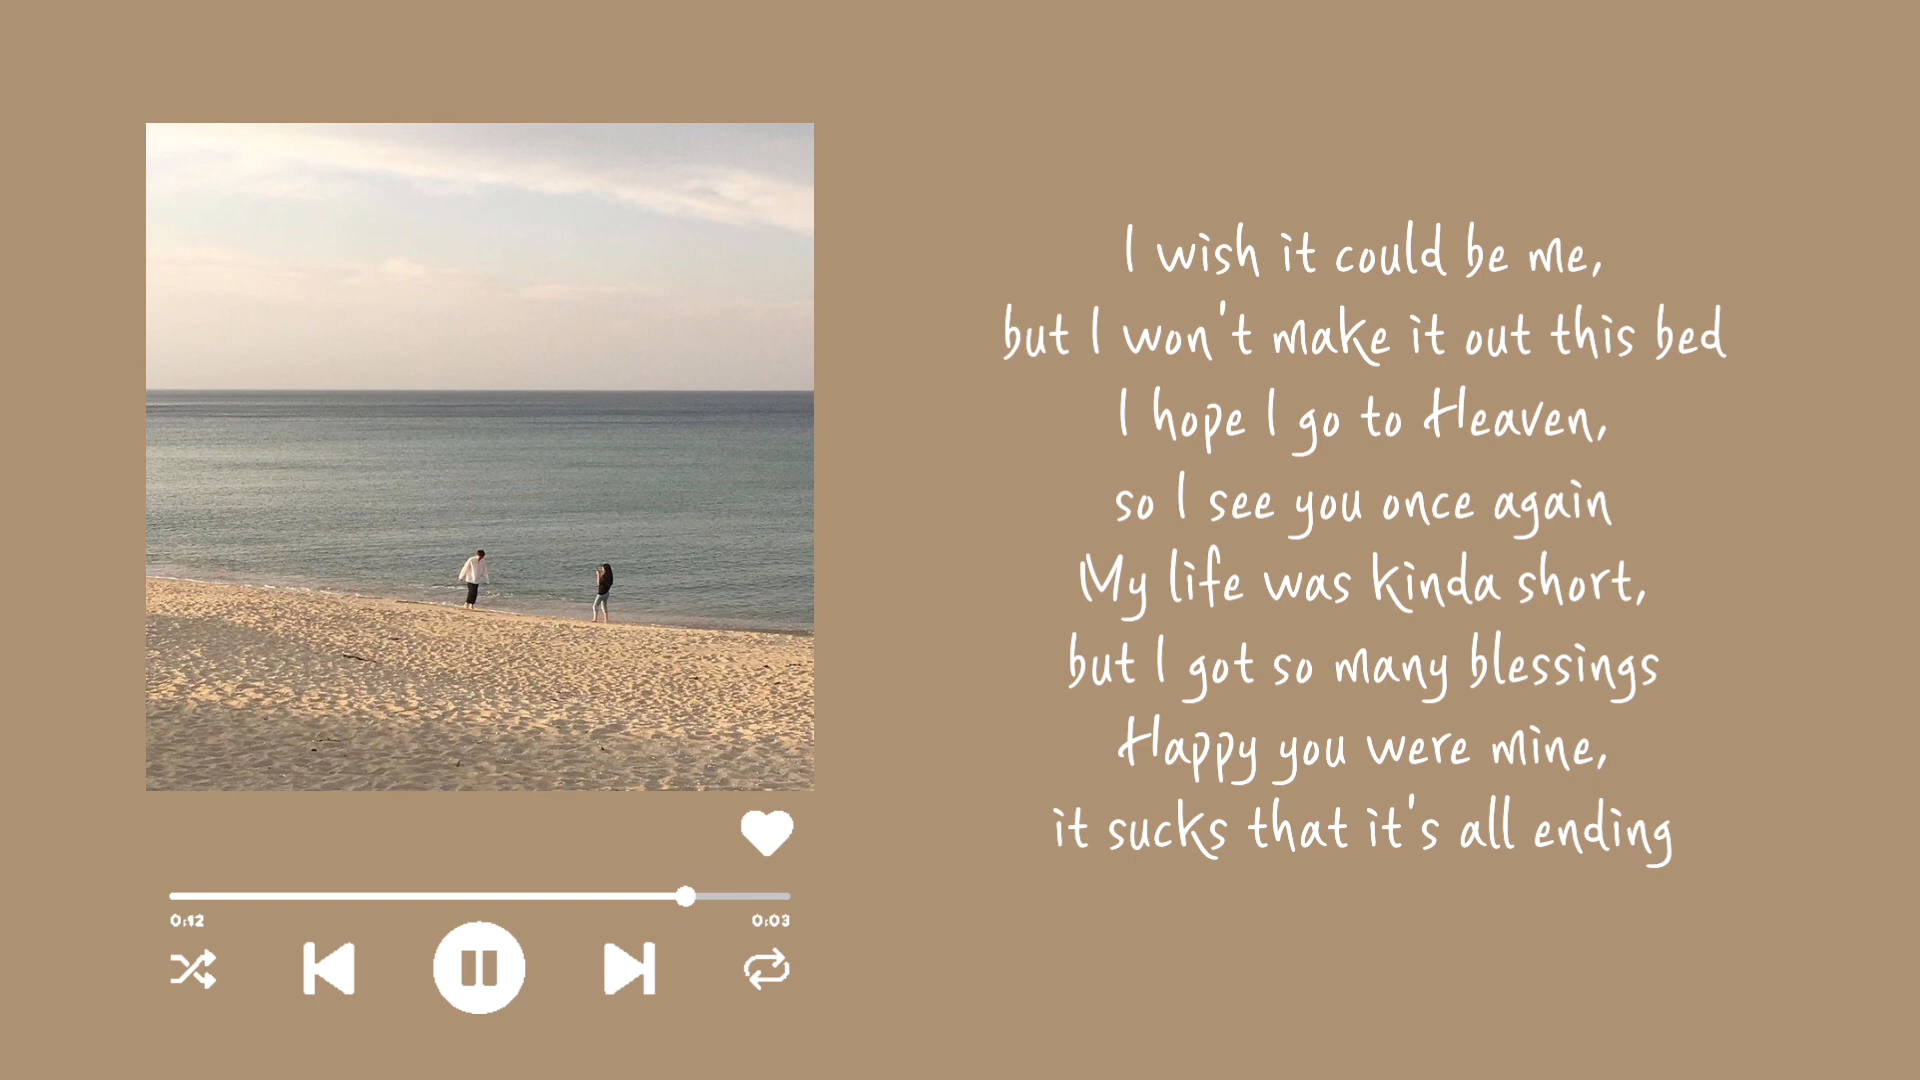 I wish it could be me,
but I won't make it out this bed
I hope I go to Heaven,
so I see you once again
My life was kinda short,
but I got so many blessings
Happy you were mine,
it sucks that it's all ending
0:12
0:03